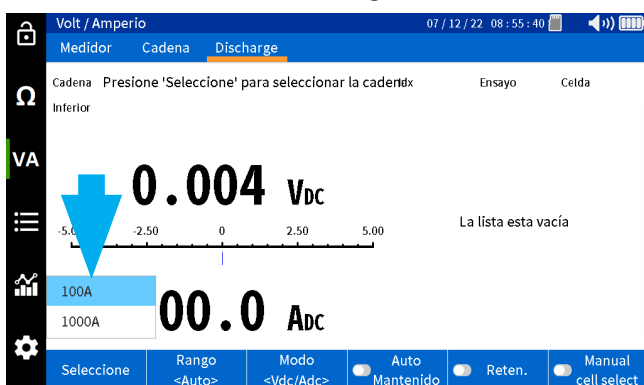 Volt / Amperio 07 / 12 / 22 08 : 55 : 40
Medidor Cadena Discharge
Cadena Presione 'Seleccione' para seleccionar la cadena Ensayo Celda
Inferior
Ω
VA
0.004 VDC
-2.50 0 2.50 5.00
La lista esta vacía
100A
1000A
00.0 ADC
Seleccione Rango Modo Auto Reten. Manual
<Auto> <Vdc/Adc> Mantenido cell select